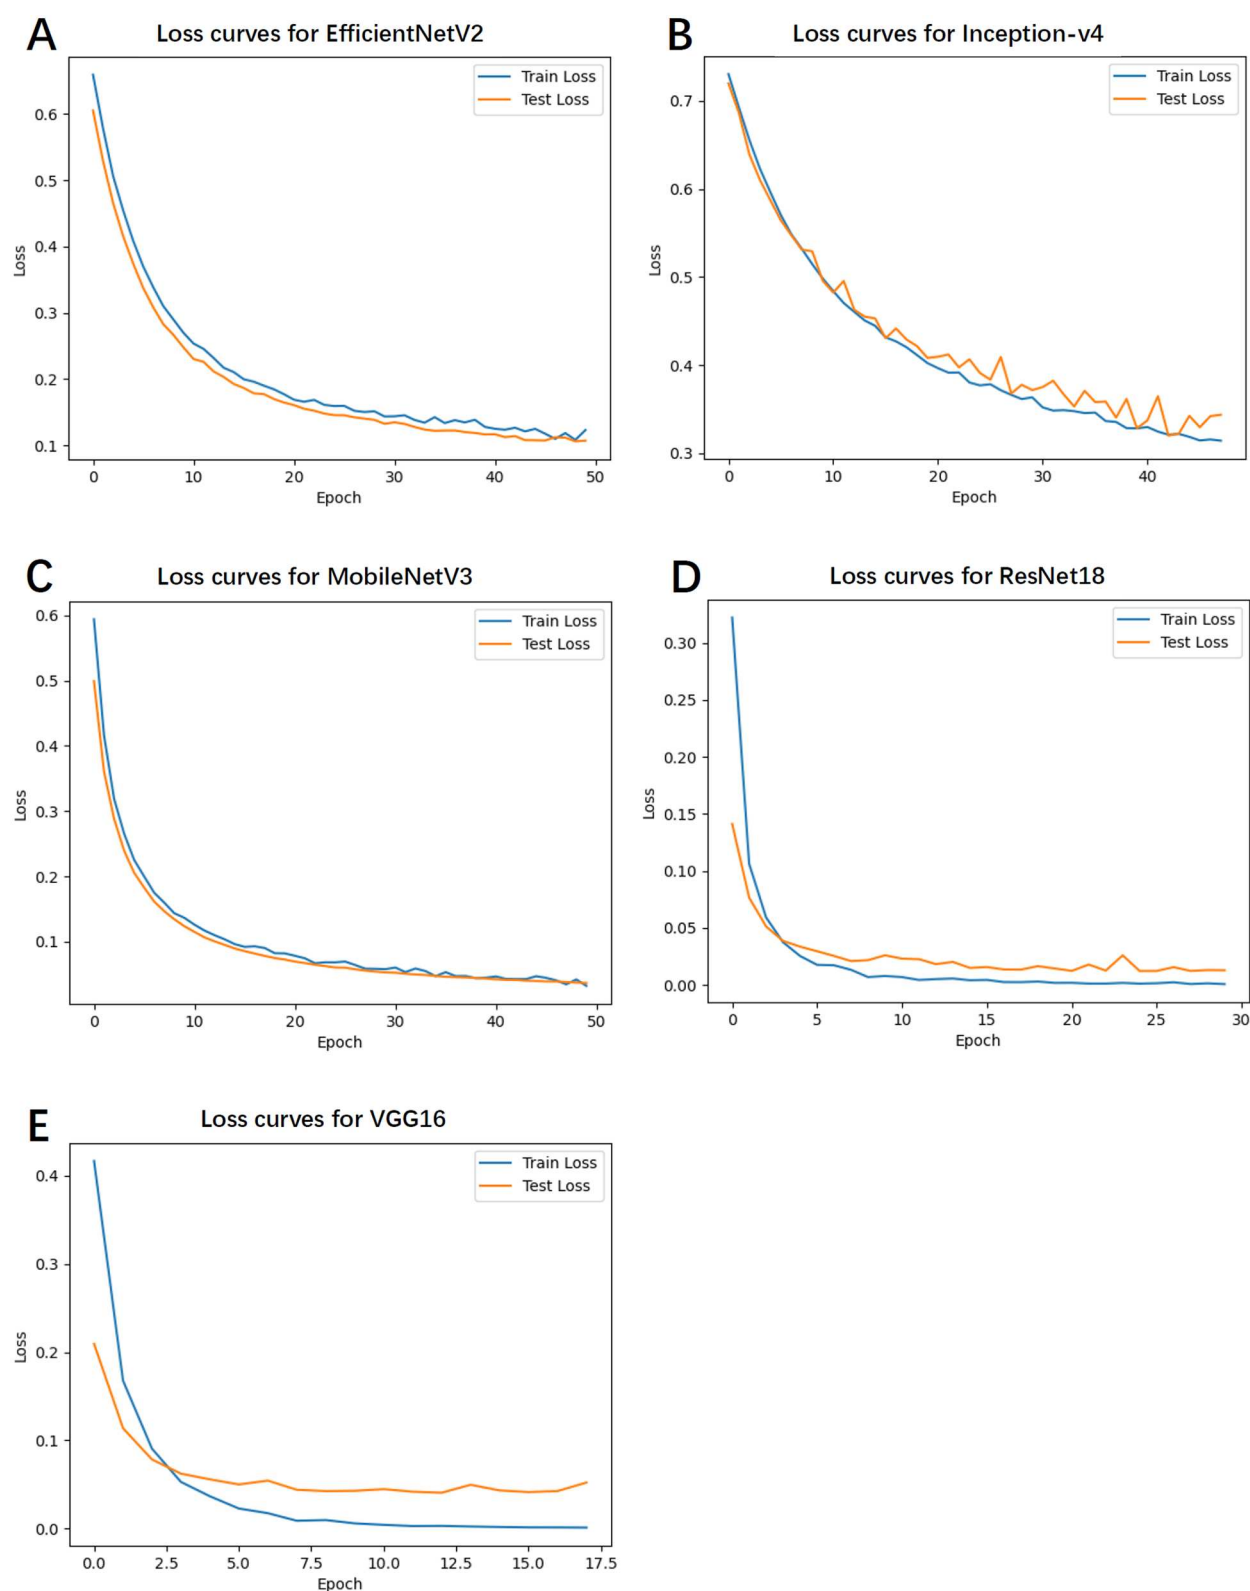 A
Loss curves for EfficientNetV2
Train Loss
Test Loss
0.6
0.5
0.4
0.3
0.2
0.1
Loss
0 10 20 30 40 50
Epoch
B
Loss curves for Inception-v4
Train Loss
Test Loss
0.7
0.6
0.5
0.4
0.3
Loss
0 10 20 30 40
Epoch
C
Loss curves for MobileNetV3
Train Loss
Test Loss
0.6
0.5
0.4
0.3
0.2
0.1
Loss
0 10 20 30 40 50
Epoch
D
Loss curves for ResNet18
Train Loss
Test Loss
0.30
0.25
0.20
0.15
0.10
0.05
0.00
Loss
0 5 10 15 20 25 30
Epoch
E
Loss curves for VGG16
Train Loss
Test Loss
0.4
0.3
0.2
0.1
0.0
Loss
0.0 2.5 5.0 7.5 10.0 12.5 15.0 17.5
Epoch